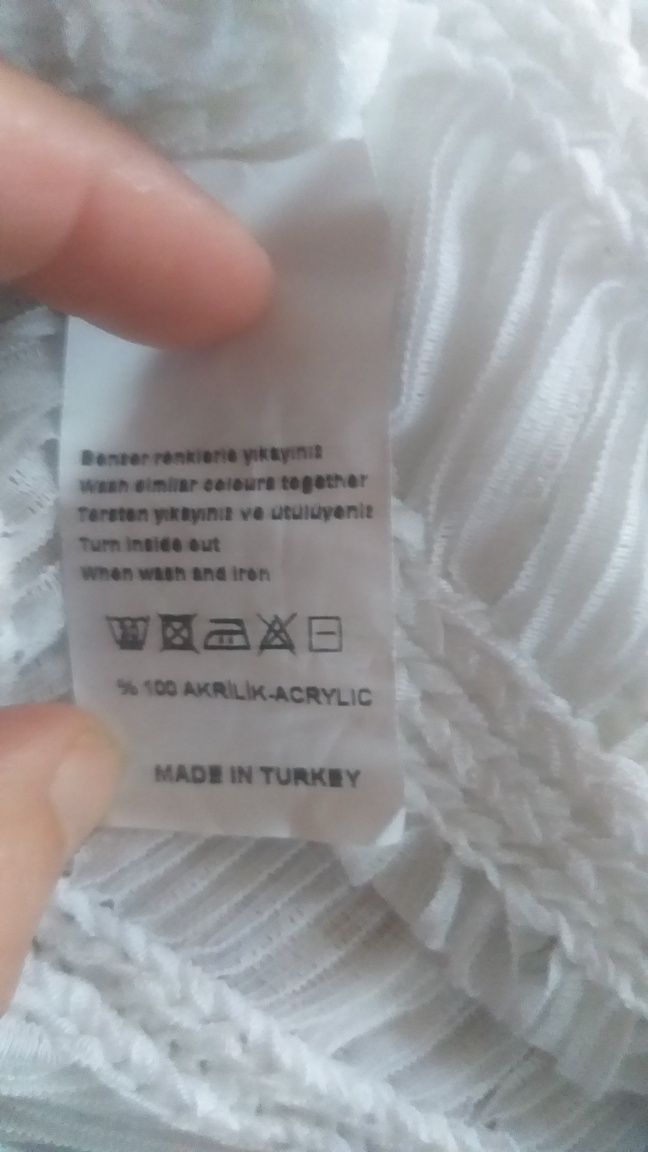 Benzer renklerle yıkayınız
Wash similar colours together
Tersten yıkayınız ve ütülüyeniz
Turn inside out
When wash and iron
% 100 AKRİLİK-ACRYLIC
MADE IN TURKEY